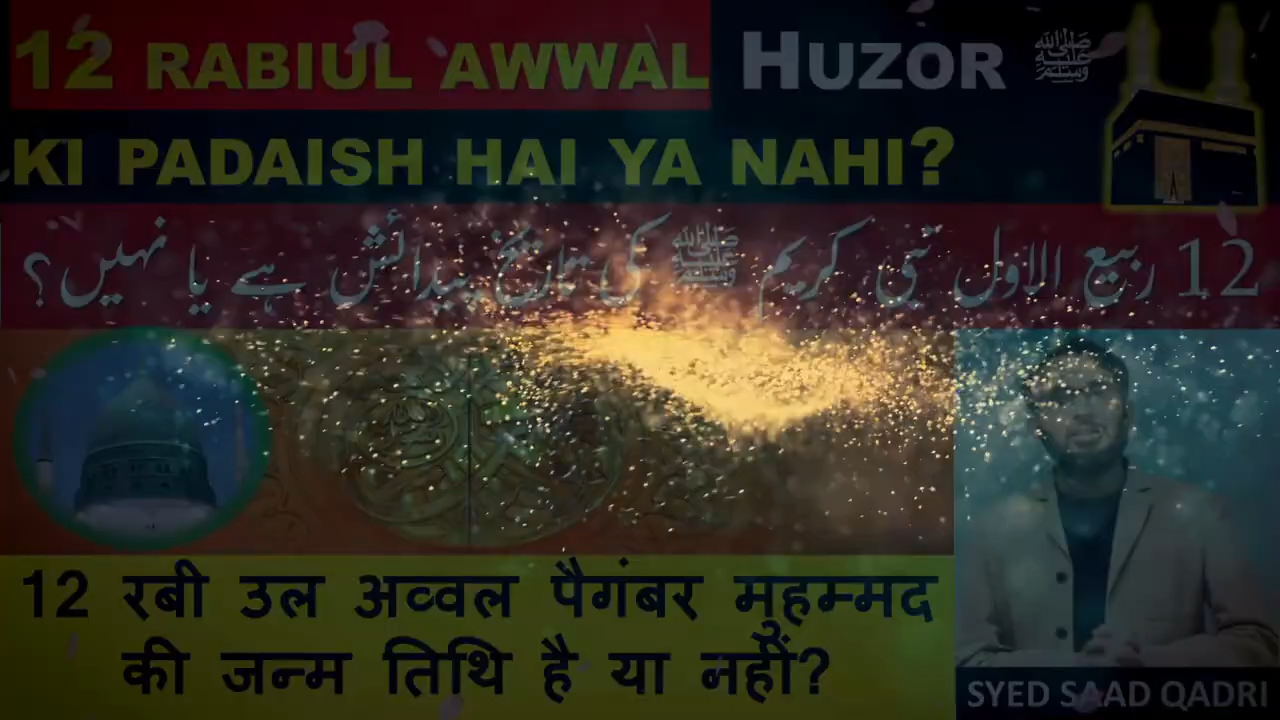 12 RABIUL AWWAL HUZOR ﷺ
KI PADAISH HAI YA NAHI?
12 ربیع الاول نبی کریم ﷺ کی تاریخ پیدائش ہے یا نہیں؟
12 रबी उल अव्वल पैगंबर मुहम्मद
की जन्म तिथि है या नहीं?
SYED SAAD QADRI